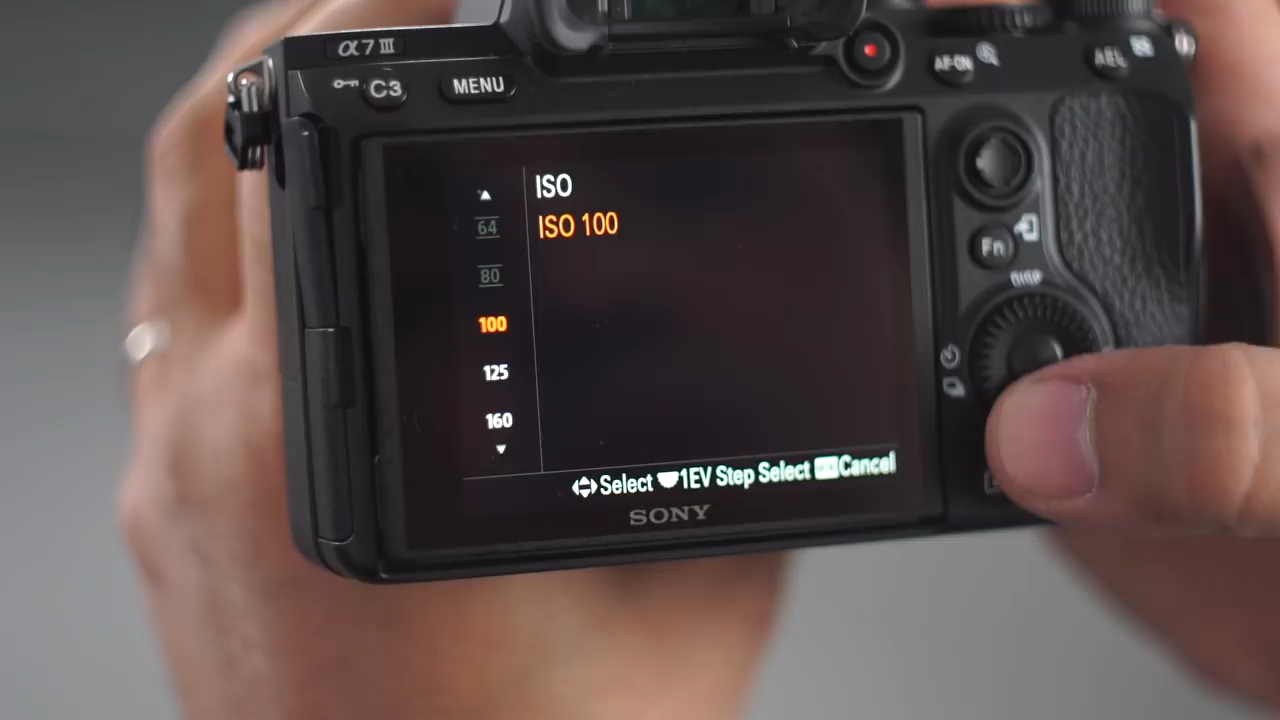 α7III
C3
MENU
AF-ON
AEL
ISO
ISO 100
64
80
100
125
160
Select 1EV Step Select Cancel
Fn
DISP
SONY